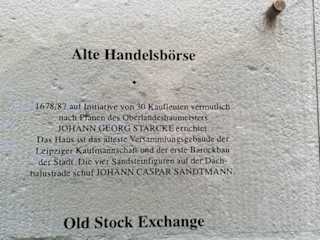 Alte Handelsbörse
1678/87 auf Initiative von 30 Kaufleuten vermutlich
nach Plänen des Oberlandesbaumeisters
JOHANN GEORG STARCKE errichtet
Das Haus ist das älteste Versammlungsgebäude der
Leipziger Kaufmannschaft und der erste Barockbau
der Stadt. Die vier Sandsteinfiguren auf der Dach-
balustrade schuf JOHANN CASPAR SANDTMANN.
Old Stock Exchange